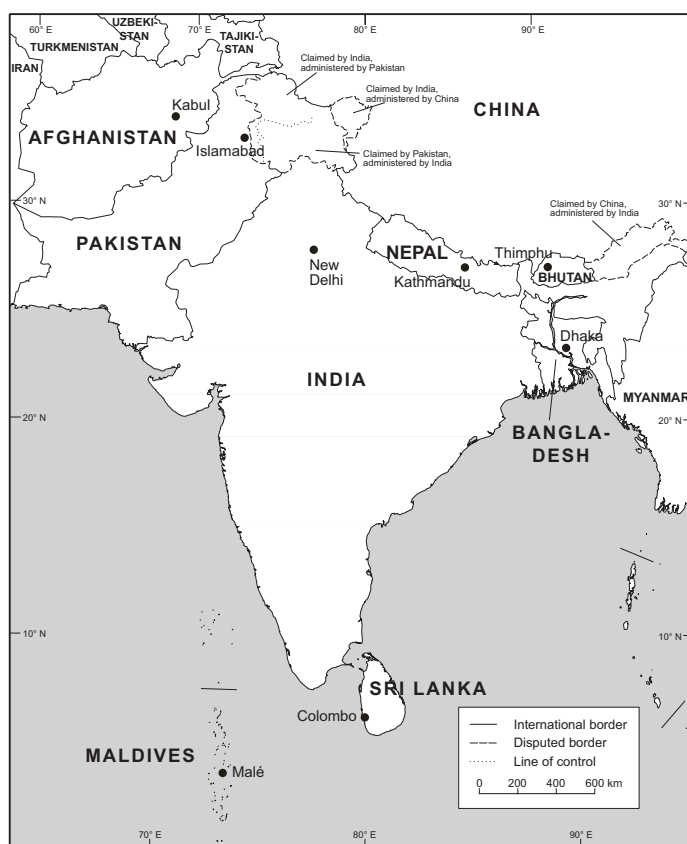 60° E
UZBEKI-
STAN
70° E
TAJIKI-
STAN
80° E
90° E
TURKMENISTAN
IRAN
Claimed by India,
administered by Pakistan
Claimed by India,
administered by China
CHINA
Kabul
AFGHANISTAN
Islamabad
Claimed by Pakistan,
administered by India
30° N
Claimed by China,
administered by India
30° N
PAKISTAN
New
Delhi
NEPAL
Kathmandu
Thimphu
BHUTAN
Dhaka
INDIA
MYANMAR
20° N
20° N
BANGLA-
DESH
10° N
10° N
SRI LANKA
Colombo
MALDIVES
Malé
International border
Disputed border
Line of control
0 200 400 600 km
70° E
80° E
90° E